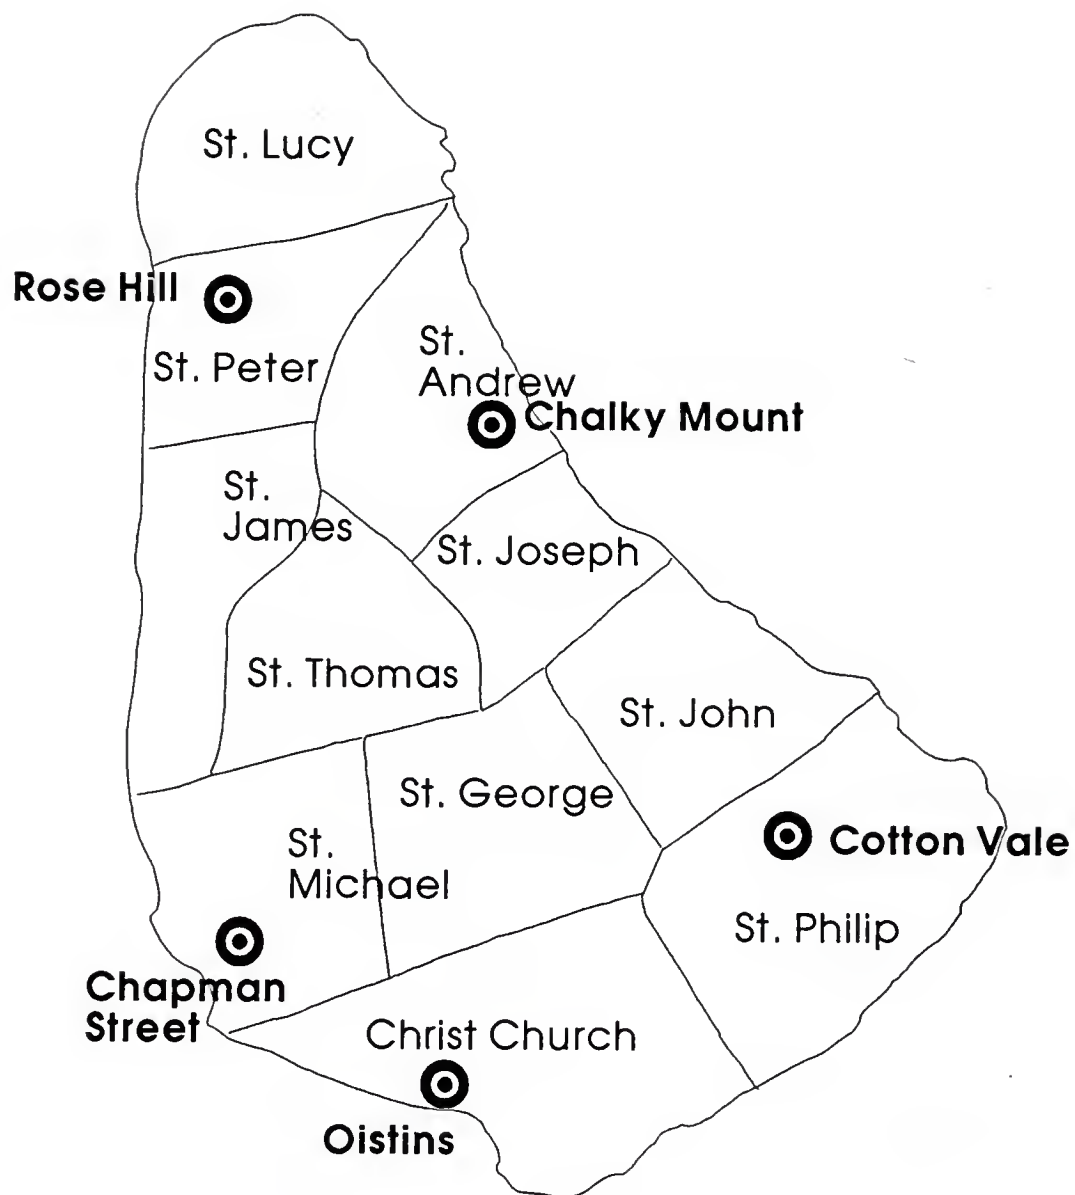 St. Lucy
Rose Hill
St. Peter
St.
Andrew
Chalky Mount
St.
James
St. Joseph
St. Thomas
St. John
St. George
St.
Michael
Cotton Vale
St. Philip
Chapman
Street
Christ Church
Oistins